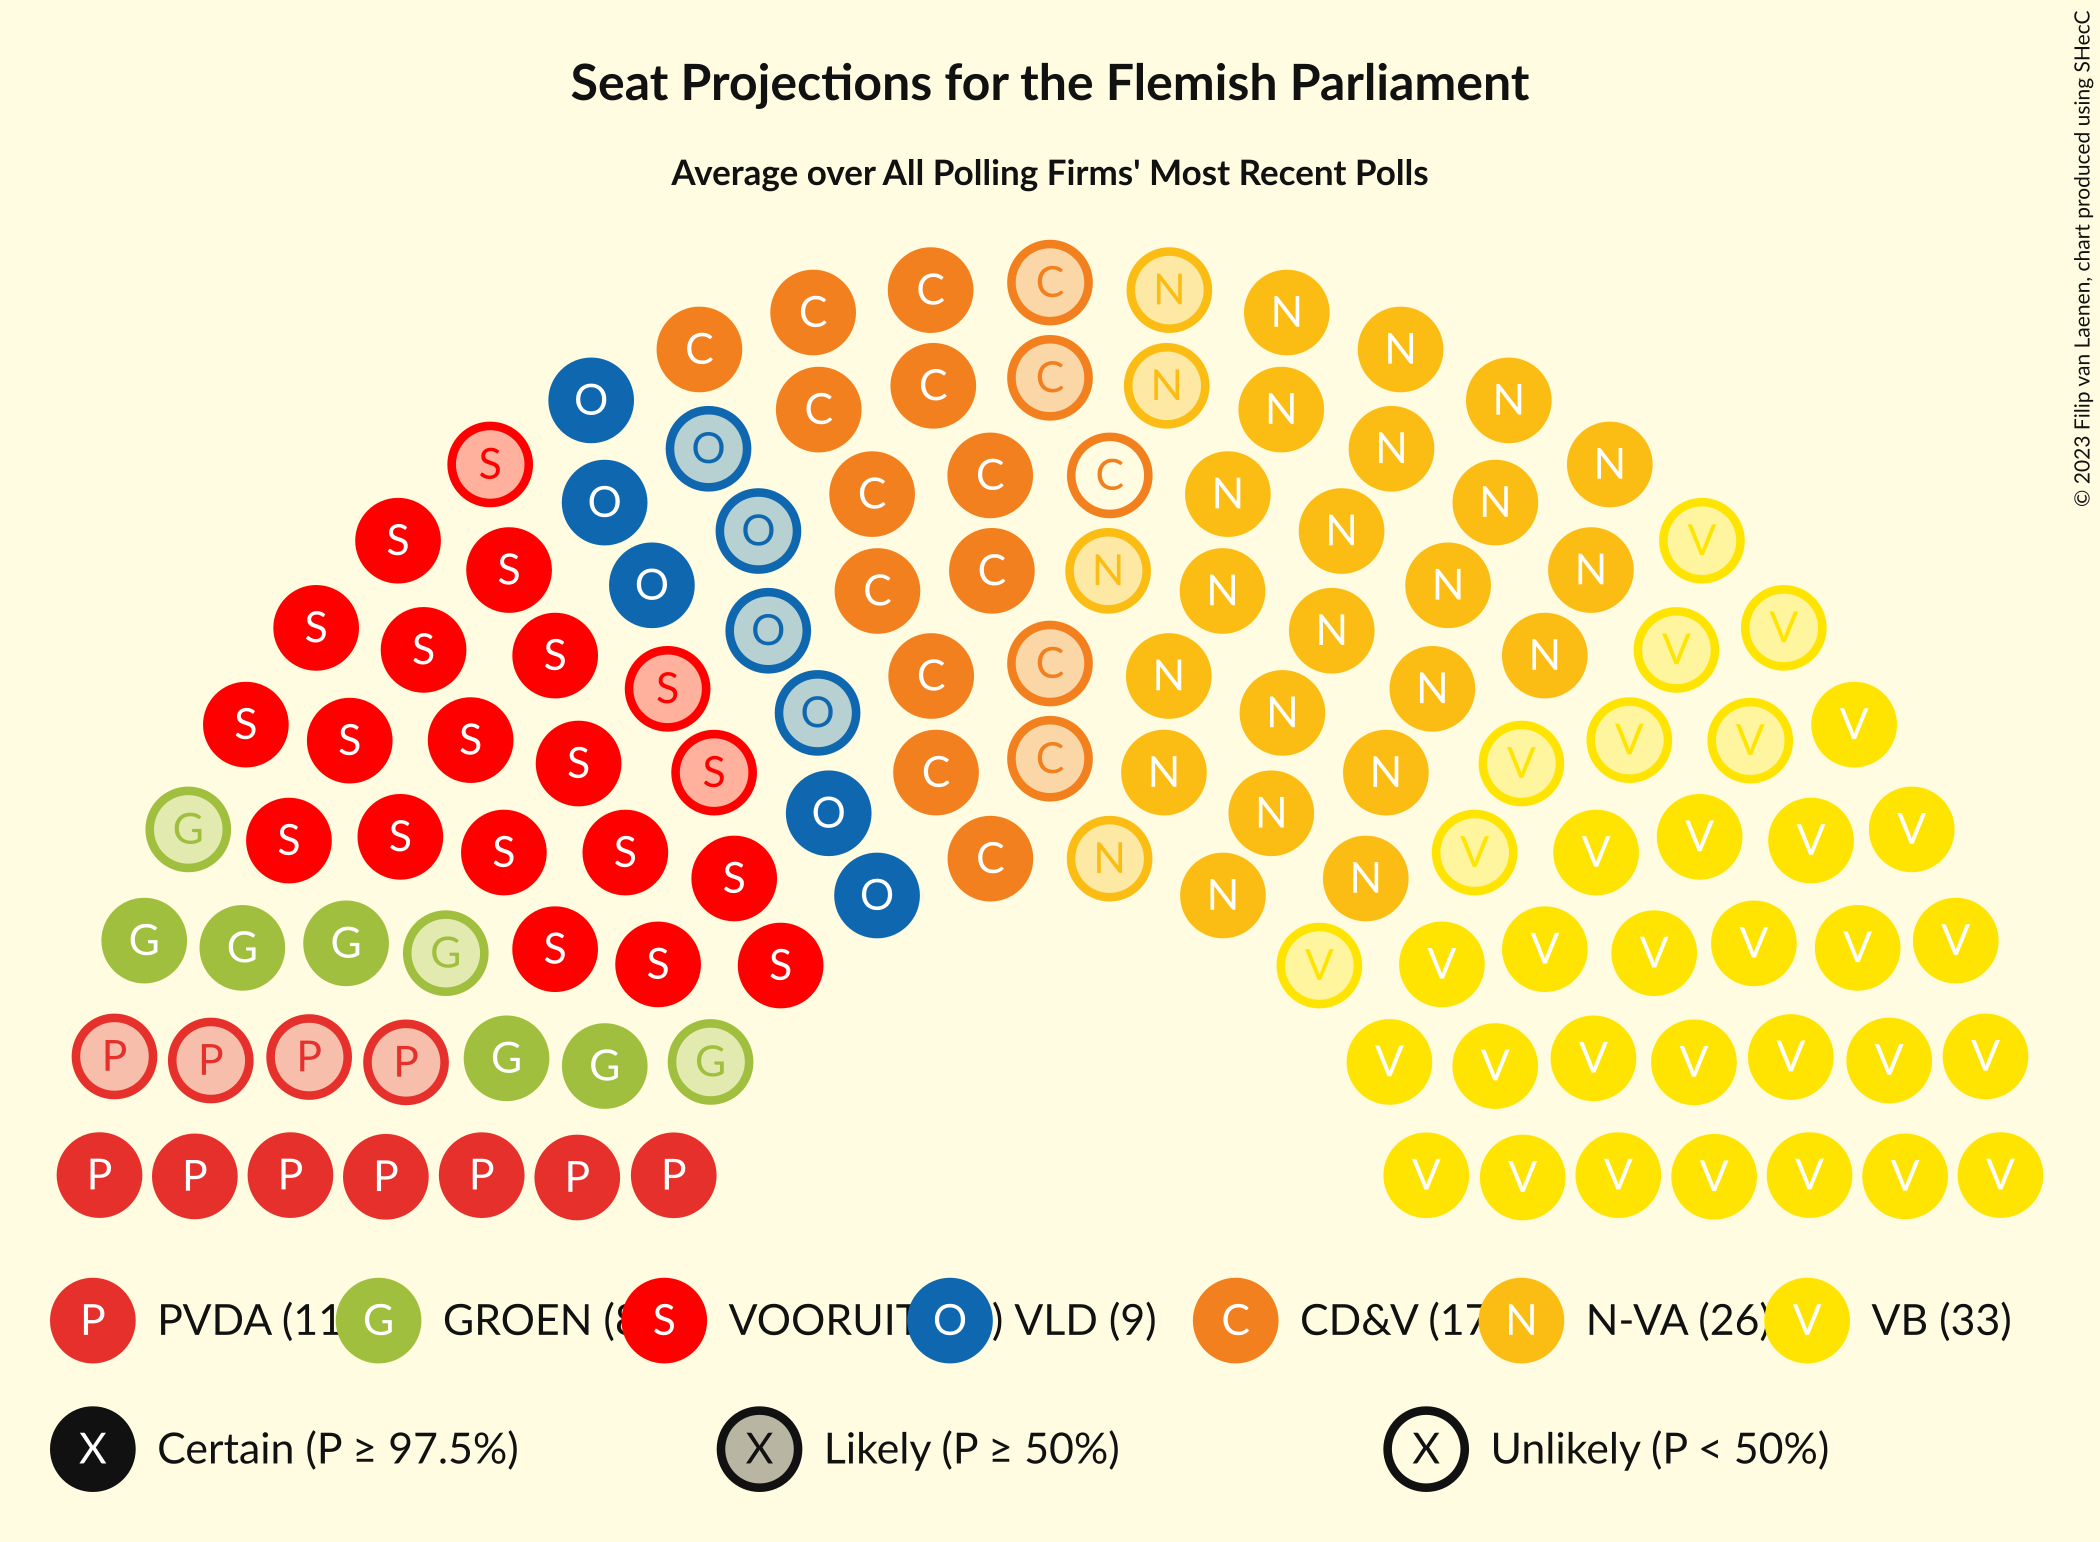 © 2023 Filip van Laenen, chart produced using SHecC
Seat Projections for the Flemish Parliament
Average over All Polling Firms' Most Recent Polls
C C N
C N
C N
C C N
O C N N
O N
S N
C C
O C N N
S O N V
S C N N
O C N N
S O N V
S S C N V
S C N N
S O N V
S S V V
S S C C N N V
G O N V
S S S S C N V V V V
S O N N
G G G G S S S V V V V V V V
P P P P G G G V V V V V V V
P P P P P P P V V V V V V V
P PVDA (11 G GROEN ( S VOORUIT O ) VLD (9) C CD&V (17 N N-VA (26) V VB (33)
X Certain (P ≥ 97.5%) X Likely (P ≥ 50%) X Unlikely (P < 50%)